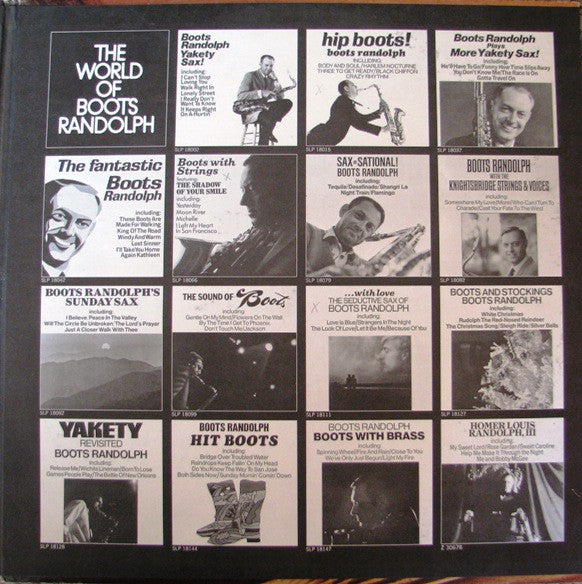 THE
WORLD
OF
BOOTS
RANDOLPH
Boots
Randolph
Yakety
Sax!
including:
I Can't Stop
Loving You
Walk Right In
Lonely Street
I Really Don't
Want To Know
It Keeps Right
On A-Hurtin'
SLP 18002
hip boots!
boots randolph
INCLUDING:
BODY AND SOUL/HARLEM NOCTURNE
THREE TO GET READY/BLACK CHIFFON
CRAZY RHYTHM
SLP 18015
Boots Randolph
Plays
More Yakety Sax!
including:
He'll Have To Go/Funny How Time Slips Away
You Don't Know Me/The Race Is On
Gotta Travel On
SLP 18037
The fantastic
Boots
Randolph
including:
These Boots Are
Made For Walking
King Of The Road
Windy And Warm
Lost Sinner
I'll Take You Home
Again Kathleen
SLP 18042
Boots with
Strings
featuring:
THE SHADOW
OF YOUR SMILE
including:
Yesterday
Moon River
Michelle
I Left My Heart
In San Francisco
SLP 18066
SAX-SATIONAL!
BOOTS RANDOLPH
including:
Tequila/Desafinado/Shangri La
Night Train/Flamingo
SLP 18079
BOOTS RANDOLPH
WITH THE
KNIGHTSBRIDGE STRINGS & VOICES
including:
Somewhere My Love/More/Who Can I Turn To
Charade/Cast Your Fate To The Wind
SLP 18082
BOOTS RANDOLPH'S
SUNDAY SAX
including:
I Believe/Peace In The Valley
Will The Circle Be Unbroken/The Lord's Prayer
Just A Closer Walk With Thee
SLP 18092
THE SOUND OF Boots
including:
Gentle On My Mind/Flowers On The Wall
By The Time I Get To Phoenix
Don't Touch Me/Jackson
SLP 18099
...with love
THE SEDUCTIVE SAX OF
BOOTS RANDOLPH
including:
Love is Blue/Strangers In The Night
The Look Of Love/Let It Be Me/Because Of You
SLP 18111
BOOTS AND STOCKINGS
BOOTS RANDOLPH
including:
White Christmas
Rudolph The Red-Nosed Reindeer
The Christmas Song/Sleigh Ride/Silver Bells
SLP 18127
YAKETY
REVISITED
BOOTS RANDOLPH
including:
Release Me/Wichita Lineman/Born To Lose
Games People Play/The Battle Of New Orleans
SLP 18128
BOOTS RANDOLPH
HIT BOOTS
including:
Bridge Over Troubled Water
Raindrops Keep Fallin' On My Head
Do You Know The Way To San Jose
Both Sides Now/Sunday Mornin' Comin' Down
SLP 18144
BOOTS RANDOLPH
BOOTS WITH BRASS
including:
Spinning Wheel/Fire And Rain/Close To You
We've Only Just Begun/Light My Fire
SLP 18147
HOMER LOUIS
RANDOLPH, III
including:
My Sweet Lord/Rose Garden/Sweet Caroline
Help Me Make It Through the Night
Me and Bobby McGee
Z 30678